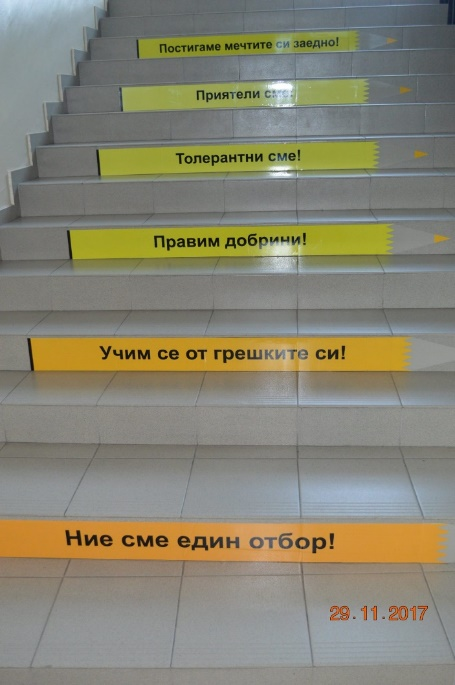 Постигаме мечтите си заедно!
Приятели сме!
Толерантни сме!
Правим добрини!
Учим се от грешките си!
Ние сме един отбор!
29.11.2017